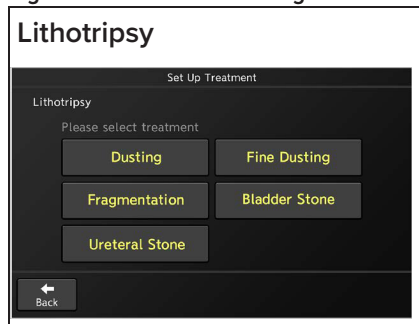 Lithotripsy
Set Up Treatment
Lithotripsy
Please select treatment
Dusting
Fine Dusting
Fragmentation
Bladder Stone
Ureteral Stone
Back